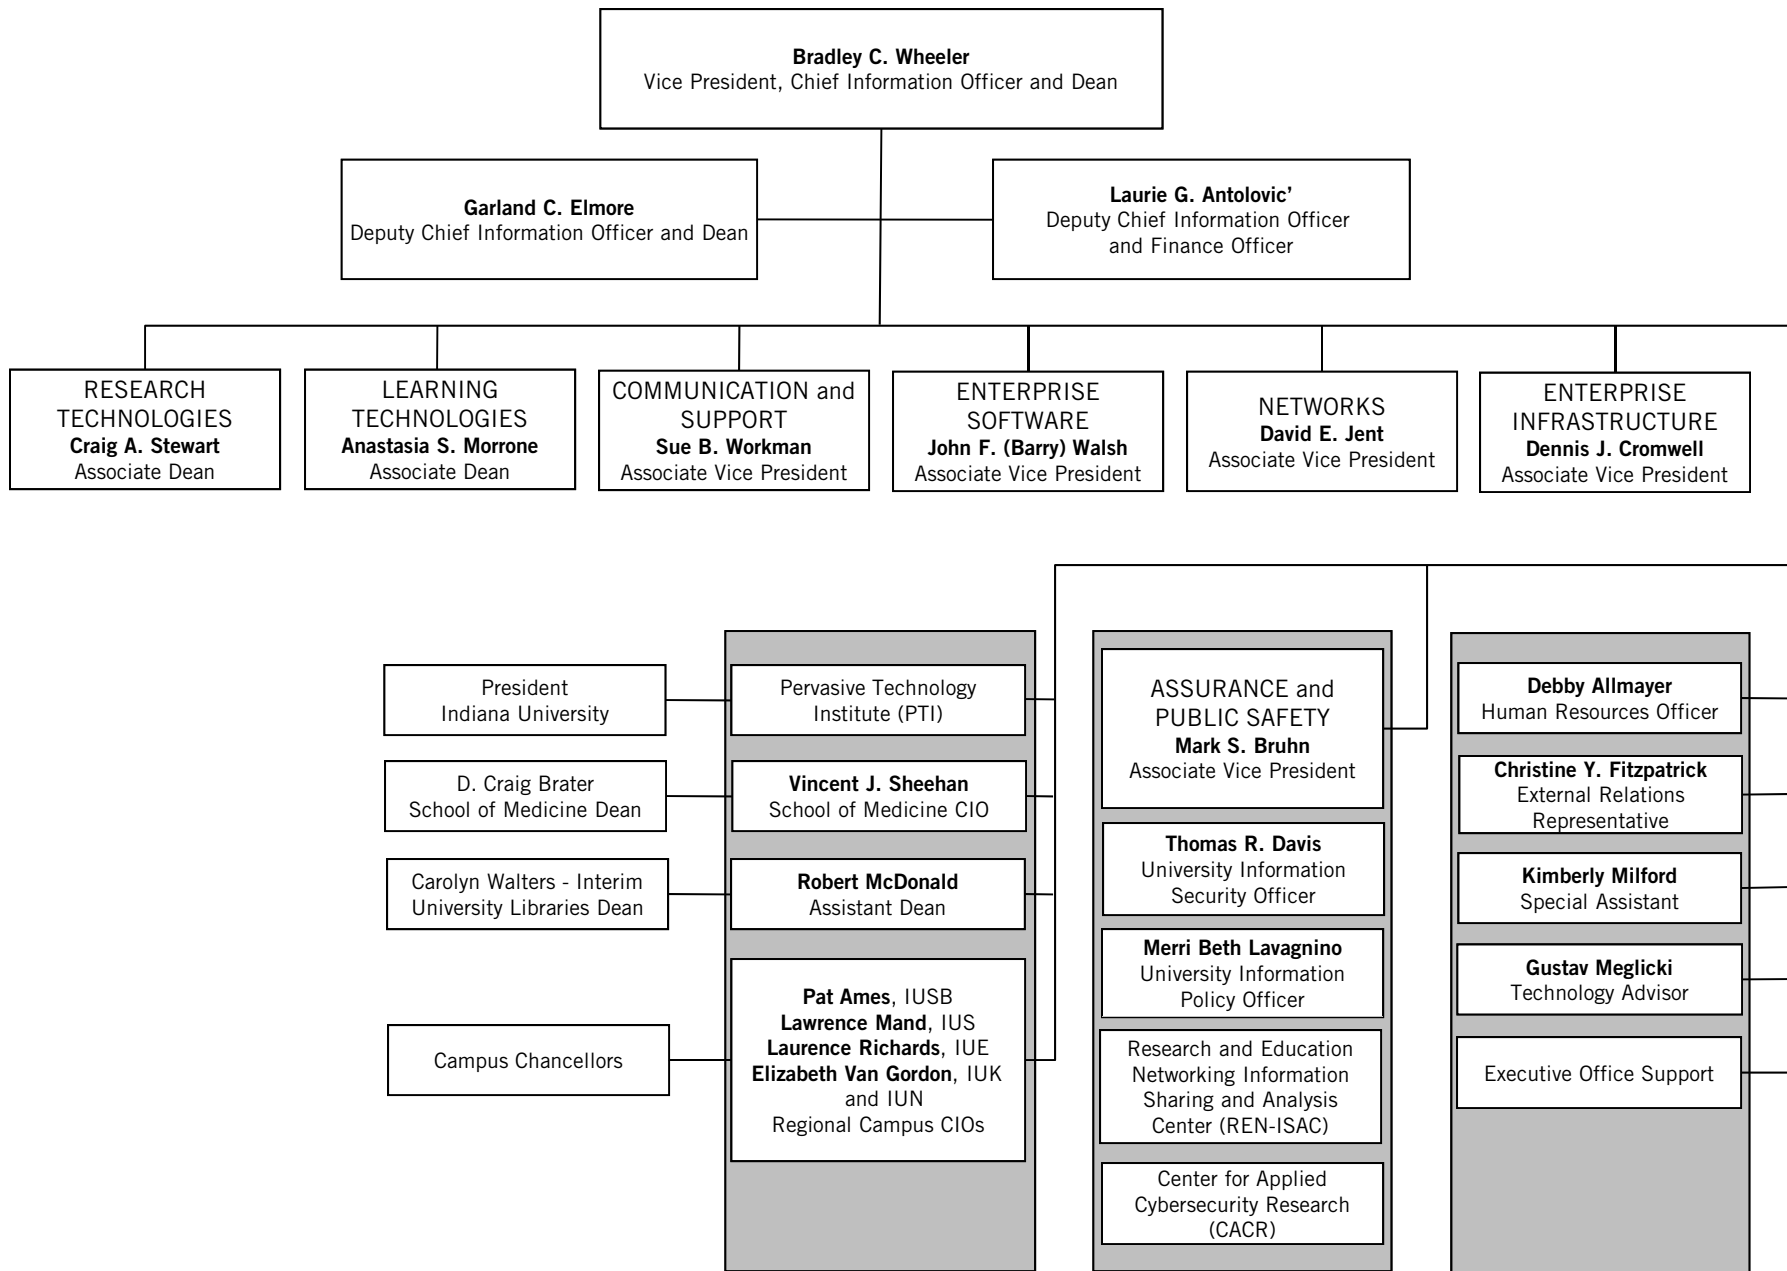 Bradley C. Wheeler
Vice President, Chief Information Officer and Dean
Garland C. Elmore
Deputy Chief Information Officer and Dean
Laurie G. Antolovic’
Deputy Chief Information Officer
and Finance Officer
RESEARCH
TECHNOLOGIES
Craig A. Stewart
Associate Dean
LEARNING
TECHNOLOGIES
Anastasia S. Morrone
Associate Dean
COMMUNICATION and
SUPPORT
Sue B. Workman
Associate Vice President
ENTERPRISE
SOFTWARE
John F. (Barry) Walsh
Associate Vice President
NETWORKS
David E. Jent
Associate Vice President
ENTERPRISE
INFRASTRUCTURE
Dennis J. Cromwell
Associate Vice President
President
Indiana University
D. Craig Brater
School of Medicine Dean
Carolyn Walters - Interim
University Libraries Dean
Campus Chancellors
Pervasive Technology
Institute (PTI)
Vincent J. Sheehan
School of Medicine CIO
Robert McDonald
Assistant Dean
Pat Ames, IUSB
Lawrence Mand, IUS
Laurence Richards, IUE
Elizabeth Van Gordon, IUK
and IUN
Regional Campus CIOs
ASSURANCE and
PUBLIC SAFETY
Mark S. Bruhn
Associate Vice President
Thomas R. Davis
University Information
Security Officer
Merri Beth Lavagnino
University Information
Policy Officer
Research and Education
Networking Information
Sharing and Analysis
Center (REN-ISAC)
Center for Applied
Cybersecurity Research
(CACR)
Debby Allmayer
Human Resources Officer
Christine Y. Fitzpatrick
External Relations
Representative
Kimberly Milford
Special Assistant
Gustav Meglicki
Technology Advisor
Executive Office Support